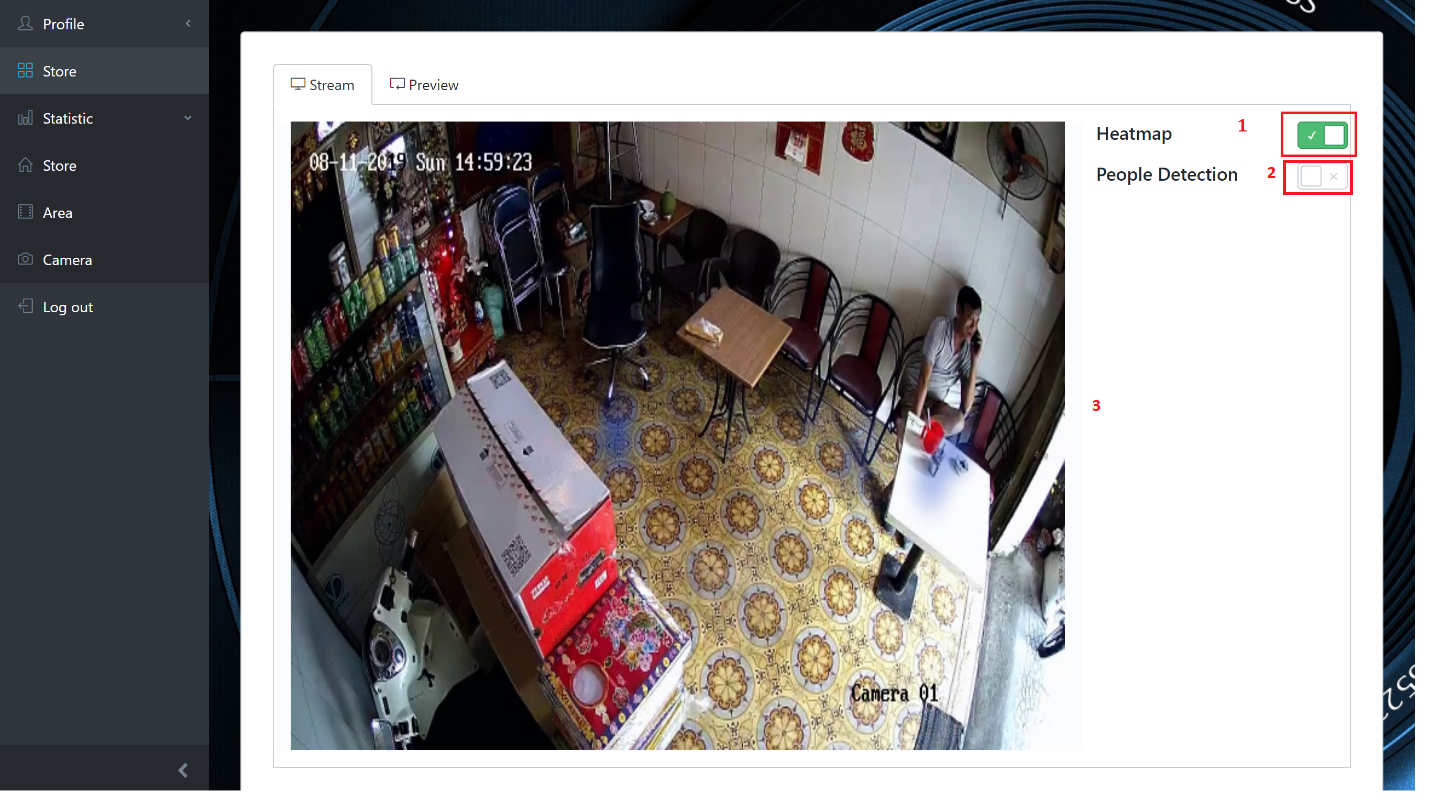 Profile
Store
Statistic
Store
Area
Camera
Log out
Stream
Preview
08-11-2019 Sun 14:59:23
Camera 01
Heatmap
1
People Detection
2
3